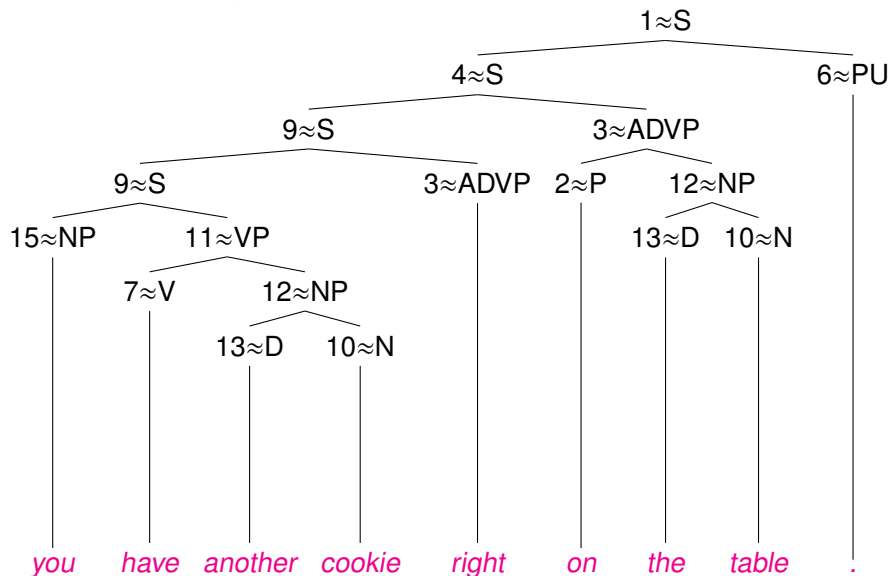 1≈S
4≈S 6≈PU
9≈S 3≈ADVP
9≈S 3≈ADVP 2≈P 12≈NP
15≈NP 11≈VP 13≈D 10≈N
7≈V 12≈NP
13≈D 10≈N
you have another cookie right on the table .